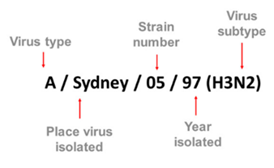 Virus
subtype
Strain
number
Virus type
A / Sydney / 05 / 97 (H3N2)
Place virus
isolated
Year
isolated